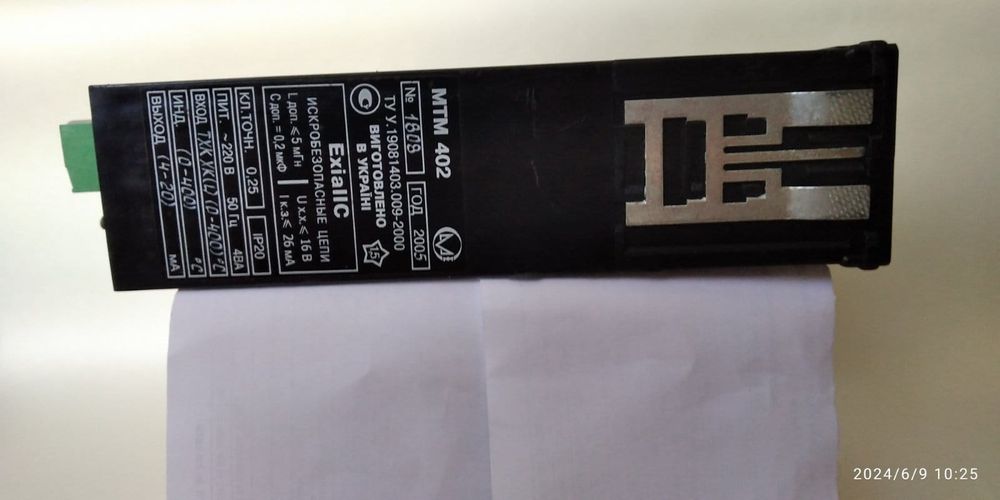 МТМ 402
№ 1809 год 2005
ТУ У.19081403.009-2000
ВИГОТОВЛЕНО
В УКРАЇНІ
15
ExiaIIC
ИСКРОБЕЗОПАСНЫЕ ЦЕПИ
L доп. ⩽ 5 мГн U х.х.⩽ 16 В
C доп. = 0,2 мкФ I к.з.⩽ 26 мА
КЛ.ТОЧН. 0,25 IP20
ПИТ. ~220 В 50 Гц 4ВА
ВХОД ТХК ХК(L) (0-400) °C
ИНД. (0-400) °C
ВЫХОД (4-20) мА
2024/6/9 10:25